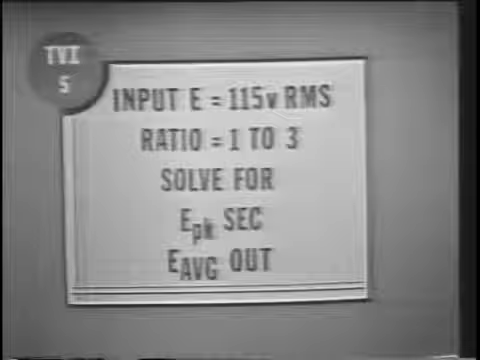 TVI
5
INPUT E = 115v RMS
RATIO = 1 TO 3
SOLVE FOR
Epk SEC
EAVG OUT